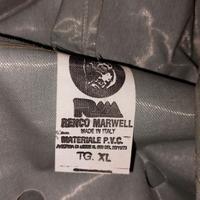 RM
RENCO MARWELL
MADE IN ITALY
MATERIALE P.V.C.
TG. XL